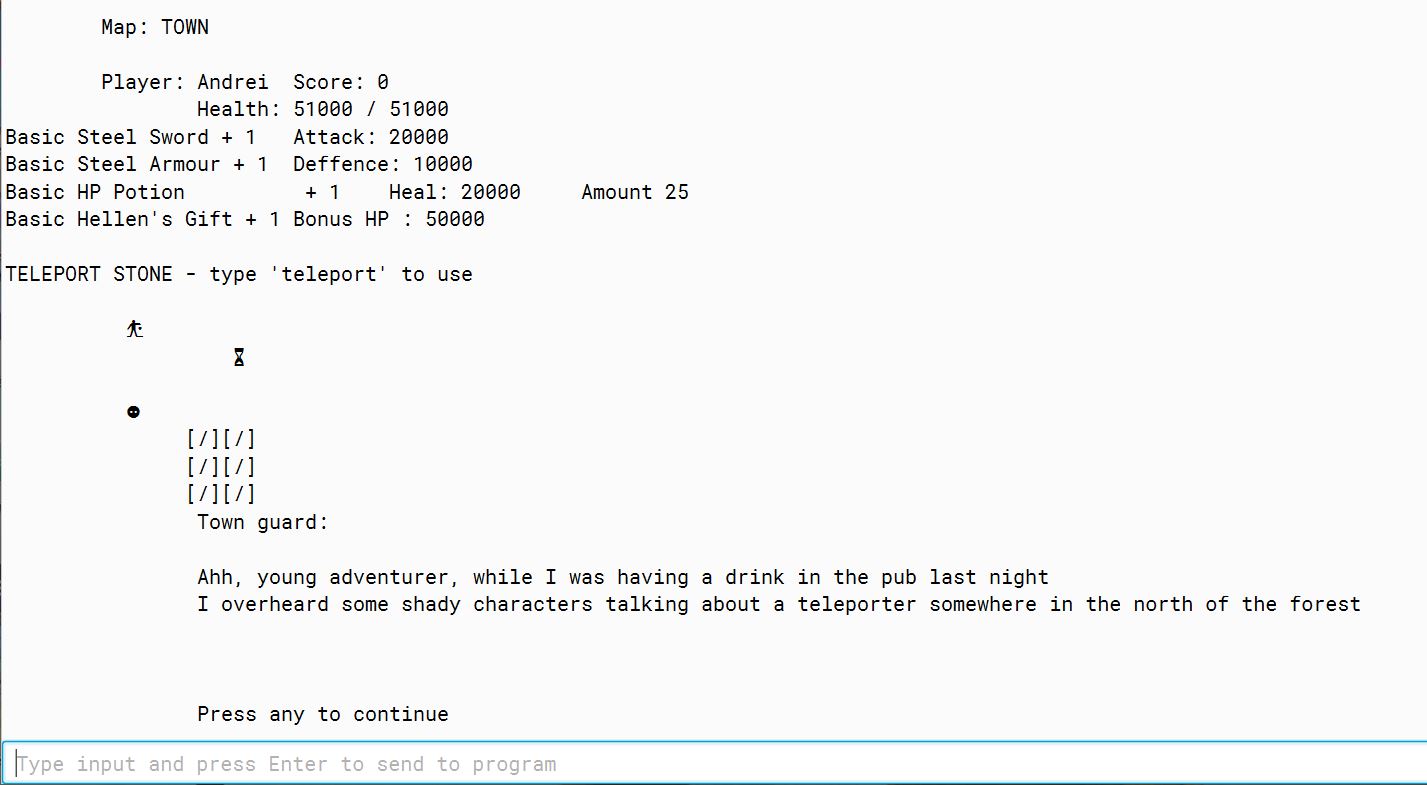 Map: TOWN
Player: Andrei Score: 0
Health: 51000 / 51000
Basic Steel Sword + 1 Attack: 20000
Basic Steel Armour + 1 Deffence: 10000
Basic HP Potion + 1 Heal: 20000 Amount 25
Basic Hellen's Gift + 1 Bonus HP : 50000
TELEPORT STONE - type 'teleport' to use
[/][/]
[/][/]
[/][/]
Town guard:
Ahh, young adventurer, while I was having a drink in the pub last night
I overheard some shady characters talking about a teleporter somewhere in the north of the forest
Press any to continue
Type input and press Enter to send to program